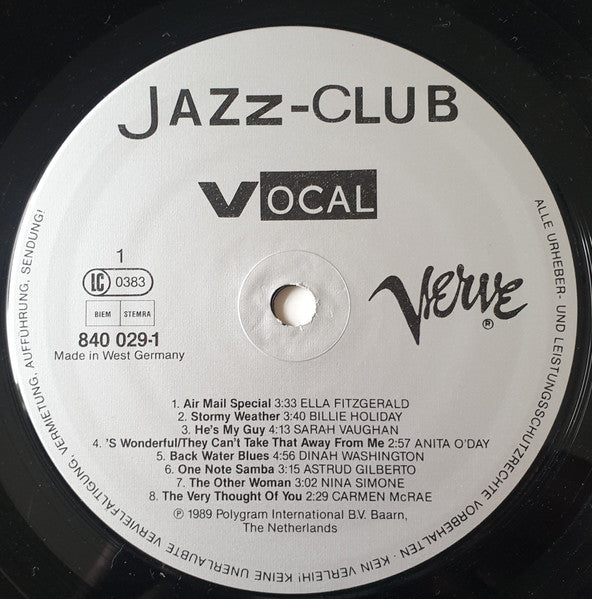 JAZZ-CLUB
VOCAL
1
LC 0383
BIEM STEMRA
840 029-1
Made in West Germany
Verve
®
1. Air Mail Special 3:33 ELLA FITZGERALD
2. Stormy Weather 3:40 BILLIE HOLIDAY
3. He's My Guy 4:13 SARAH VAUGHAN
4. 'S Wonderful/They Can't Take That Away From Me 2:57 ANITA O'DAY
5. Back Water Blues 4:56 DINAH WASHINGTON
6. One Note Samba 3:15 ASTRUD GILBERTO
7. The Other Woman 3:02 NINA SIMONE
8. The Very Thought Of You 2:29 CARMEN McRAE
℗ 1989 Polygram International B.V. Baarn,
The Netherlands
ALLE URHEBER- UND LEISTUNGSSCHUTZRECHTE VORBEHALTEN · KEIN VERLEIH! KEINE UNERLAUBTE VERVIELFÄLTIGUNG, VERMIETUNG, AUFFÜHRUNG, SENDUNG!